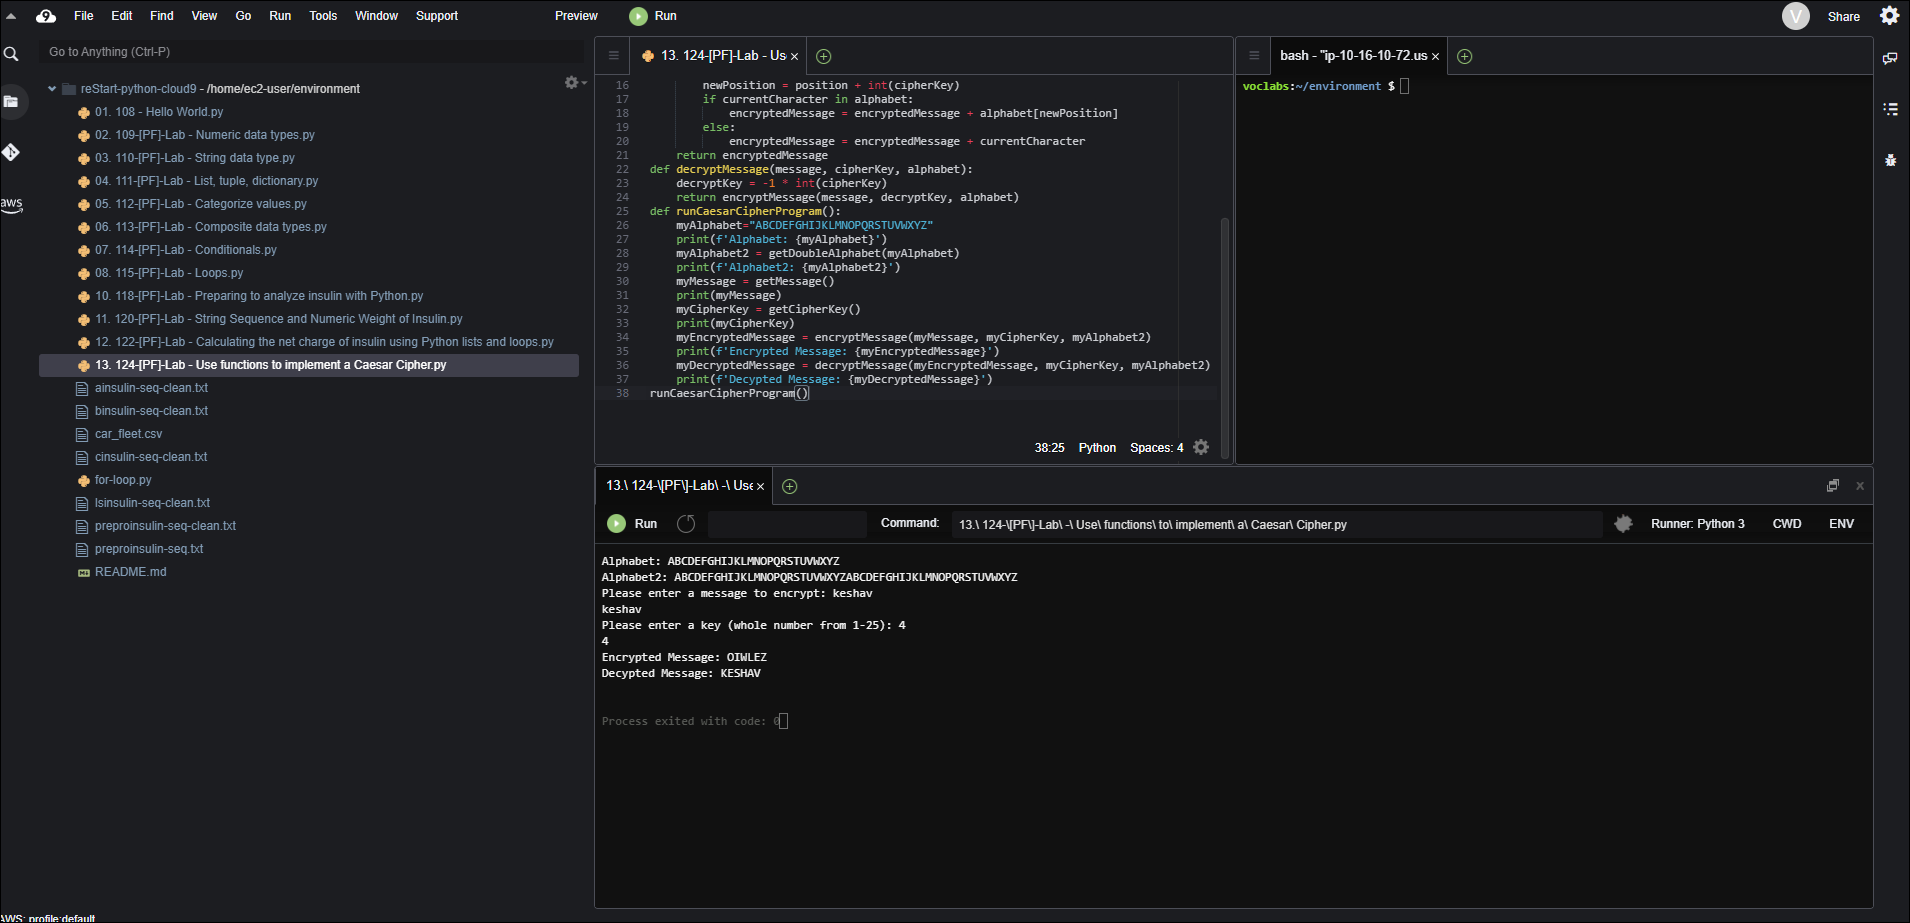 File Edit Find View Go Run Tools Window Support Preview Run V Share
Go to Anything (Ctrl-P)
reStart-python-cloud9 - /home/ec2-user/environment
01. 108 - Hello World.py
02. 109-[PF]-Lab - Numeric data types.py
03. 110-[PF]-Lab - String data type.py
04. 111-[PF]-Lab - List, tuple, dictionary.py
05. 112-[PF]-Lab - Categorize values.py
06. 113-[PF]-Lab - Composite data types.py
07. 114-[PF]-Lab - Conditionals.py
08. 115-[PF]-Lab - Loops.py
10. 118-[PF]-Lab - Preparing to analyze insulin with Python.py
11. 120-[PF]-Lab - String Sequence and Numeric Weight of Insulin.py
12. 122-[PF]-Lab - Calculating the net charge of insulin using Python lists and loops.py
13. 124-[PF]-Lab - Use functions to implement a Caesar Cipher.py
ainsulin-seq-clean.txt
binsulin-seq-clean.txt
car_fleet.csv
cinsulin-seq-clean.txt
for-loop.py
lsinsulin-seq-clean.txt
preproinsulin-seq-clean.txt
preproinsulin-seq.txt
README.md
aws
AWS: profile:default
13. 124-[PF]-Lab - Us ×
16 newPosition = position + int(cipherKey)
17 if currentCharacter in alphabet:
18 encryptedMessage = encryptedMessage + alphabet[newPosition]
19 else:
20 encryptedMessage = encryptedMessage + currentCharacter
21 return encryptedMessage
22 def decryptMessage(message, cipherKey, alphabet):
23 decryptKey = -1 * int(cipherKey)
24 return encryptMessage(message, decryptKey, alphabet)
25 def runCaesarCipherProgram():
26 myAlphabet="ABCDEFGHIJKLMNOPQRSTUVWXYZ"
27 print(f'Alphabet: {myAlphabet}')
28 myAlphabet2 = getDoubleAlphabet(myAlphabet)
29 print(f'Alphabet2: {myAlphabet2}')
30 myMessage = getMessage()
31 print(myMessage)
32 myCipherKey = getCipherKey()
33 print(myCipherKey)
34 myEncryptedMessage = encryptMessage(myMessage, myCipherKey, myAlphabet2)
35 print(f'Encrypted Message: {myEncryptedMessage}')
36 myDecryptedMessage = decryptMessage(myEncryptedMessage, myCipherKey, myAlphabet2)
37 print(f'Decypted Message: {myDecryptedMessage}')
38 runCaesarCipherProgram()
38:25 Python Spaces: 4
bash - "ip-10-16-10-72.us ×
voclabs:~/environment $
13.\ 124-\[PF\]-Lab\ -\ Use ×
Run Command: 13.\ 124-\[PF\]-Lab\ -\ Use\ functions\ to\ implement\ a\ Caesar\ Cipher.py Runner: Python 3 CWD ENV
Alphabet: ABCDEFGHIJKLMNOPQRSTUVWXYZ
Alphabet2: ABCDEFGHIJKLMNOPQRSTUVWXYZABCDEFGHIJKLMNOPQRSTUVWXYZ
Please enter a message to encrypt: keshav
keshav
Please enter a key (whole number from 1-25): 4
4
Encrypted Message: OIWLEZ
Decypted Message: KESHAV
Process exited with code: 0